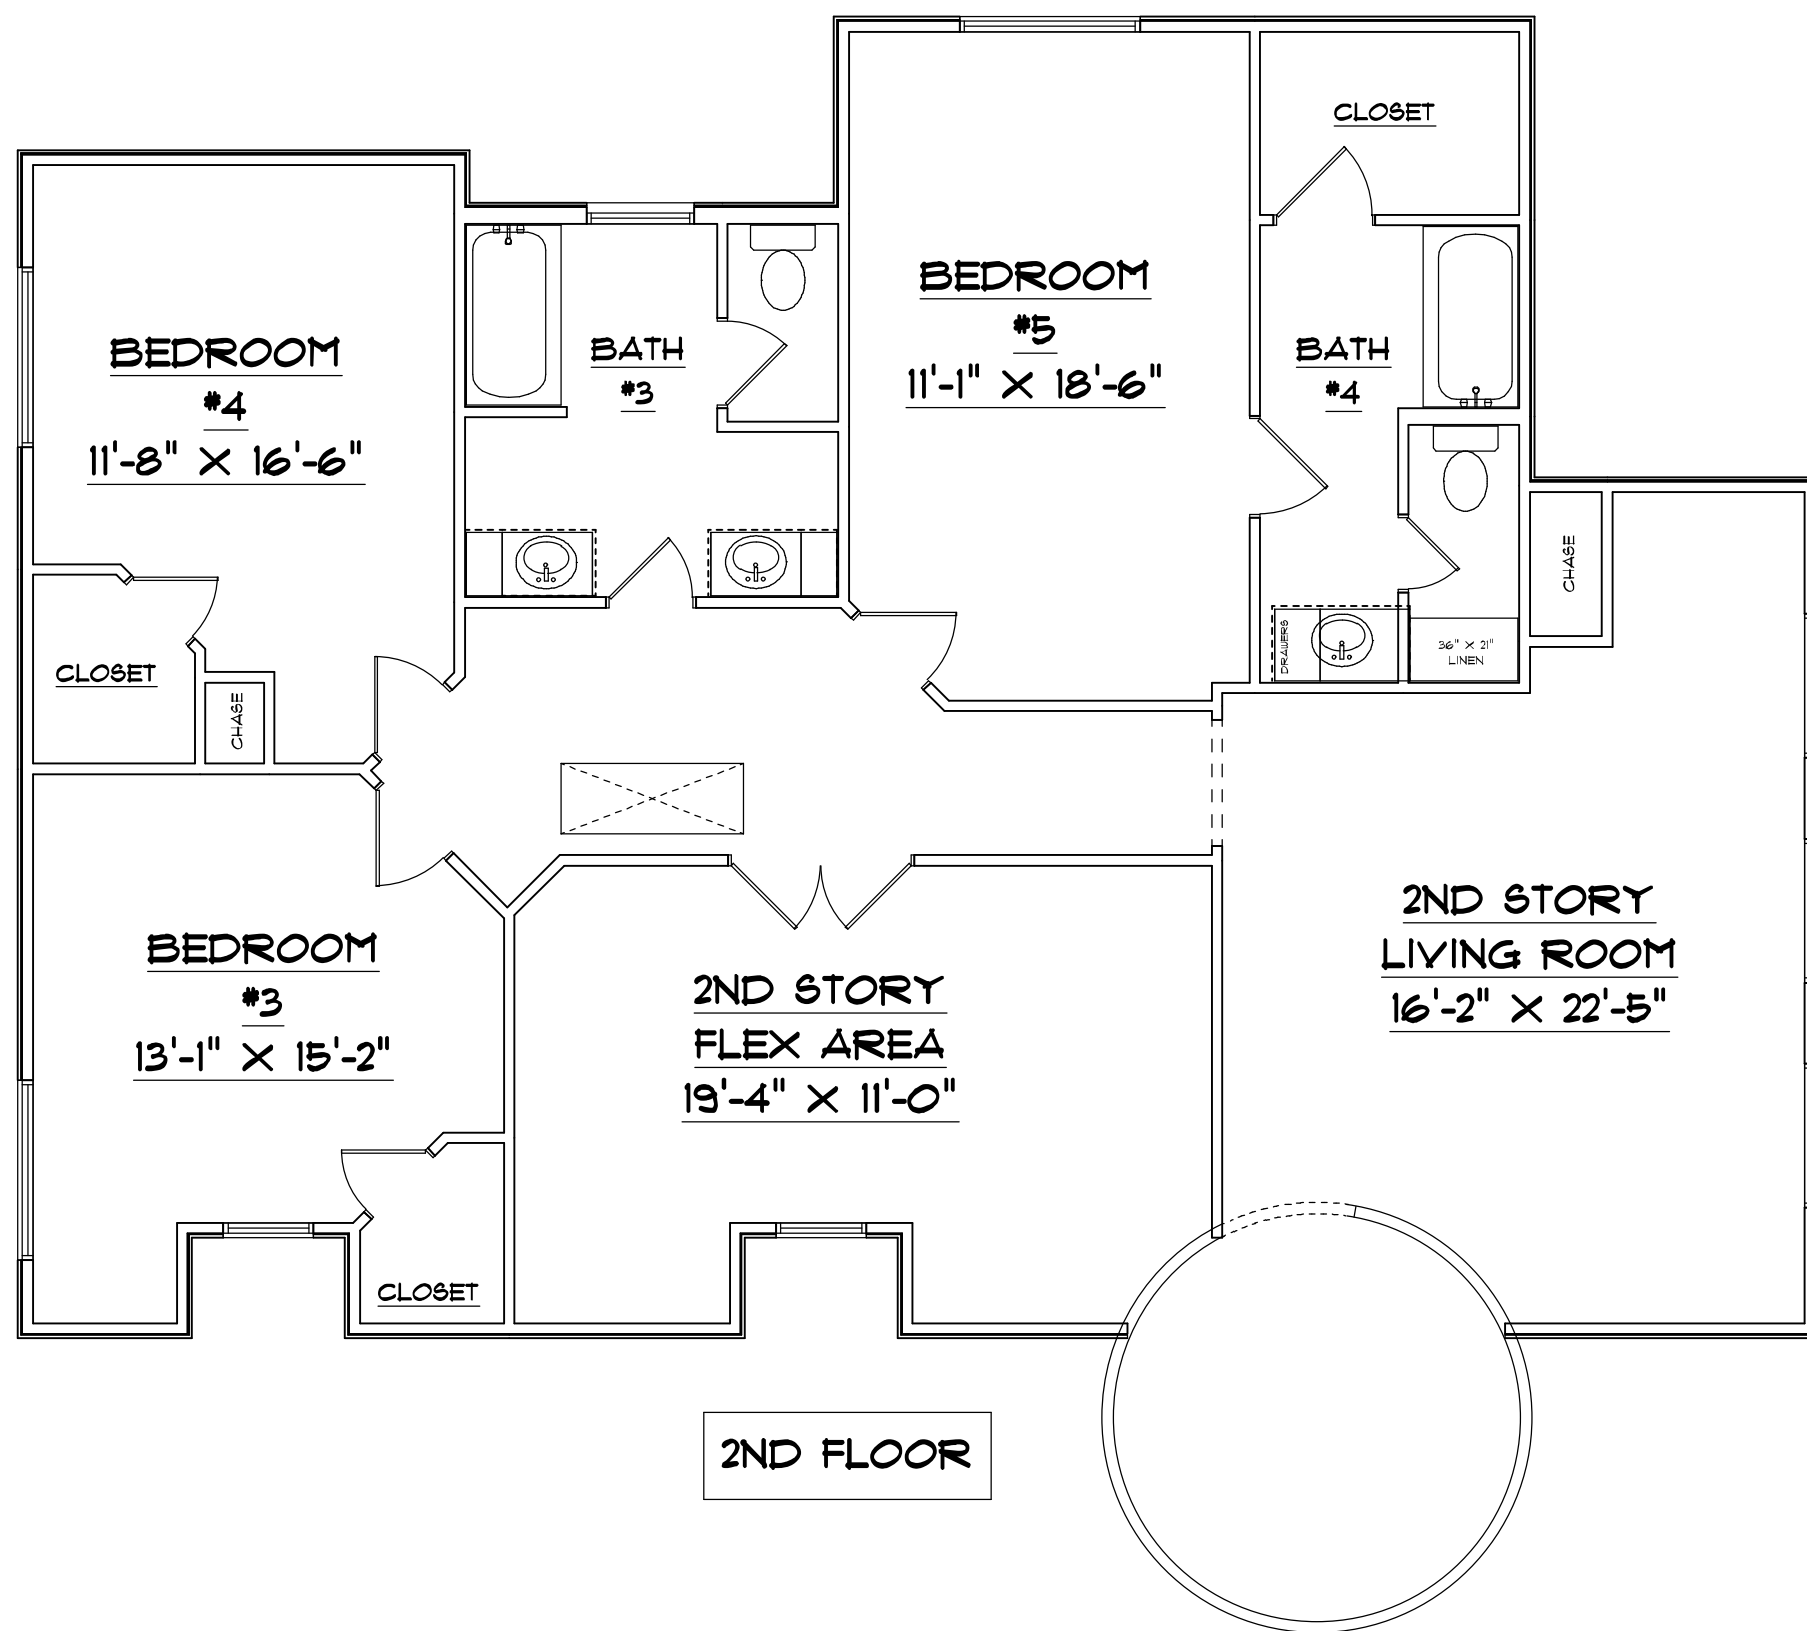 CLOSET
BEDROOM
#5
11'-1" X 18'-6"
BEDROOM
#4
11'-8" X 16'-6"
BATH
#3
BATH
#4
CHASE
DRAWERS
36" X 21"
LINEN
CLOSET
CHASE
BEDROOM
#3
13'-1" X 15'-2"
2ND STORY
FLEX AREA
19'-4" X 11'-0"
2ND STORY
LIVING ROOM
16'-2" X 22'-5"
CLOSET
2ND FLOOR